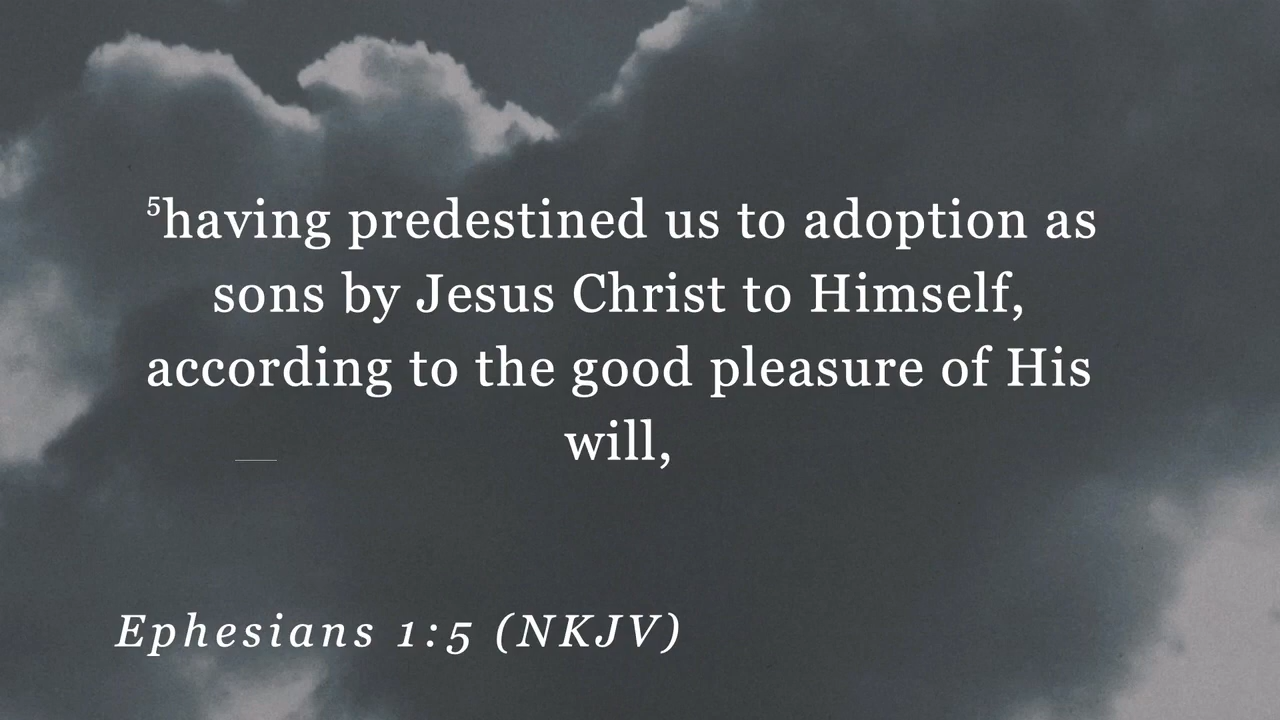 ⁵having predestined us to adoption as
sons by Jesus Christ to Himself,
according to the good pleasure of His
will,
Ephesians 1:5 (NKJV)